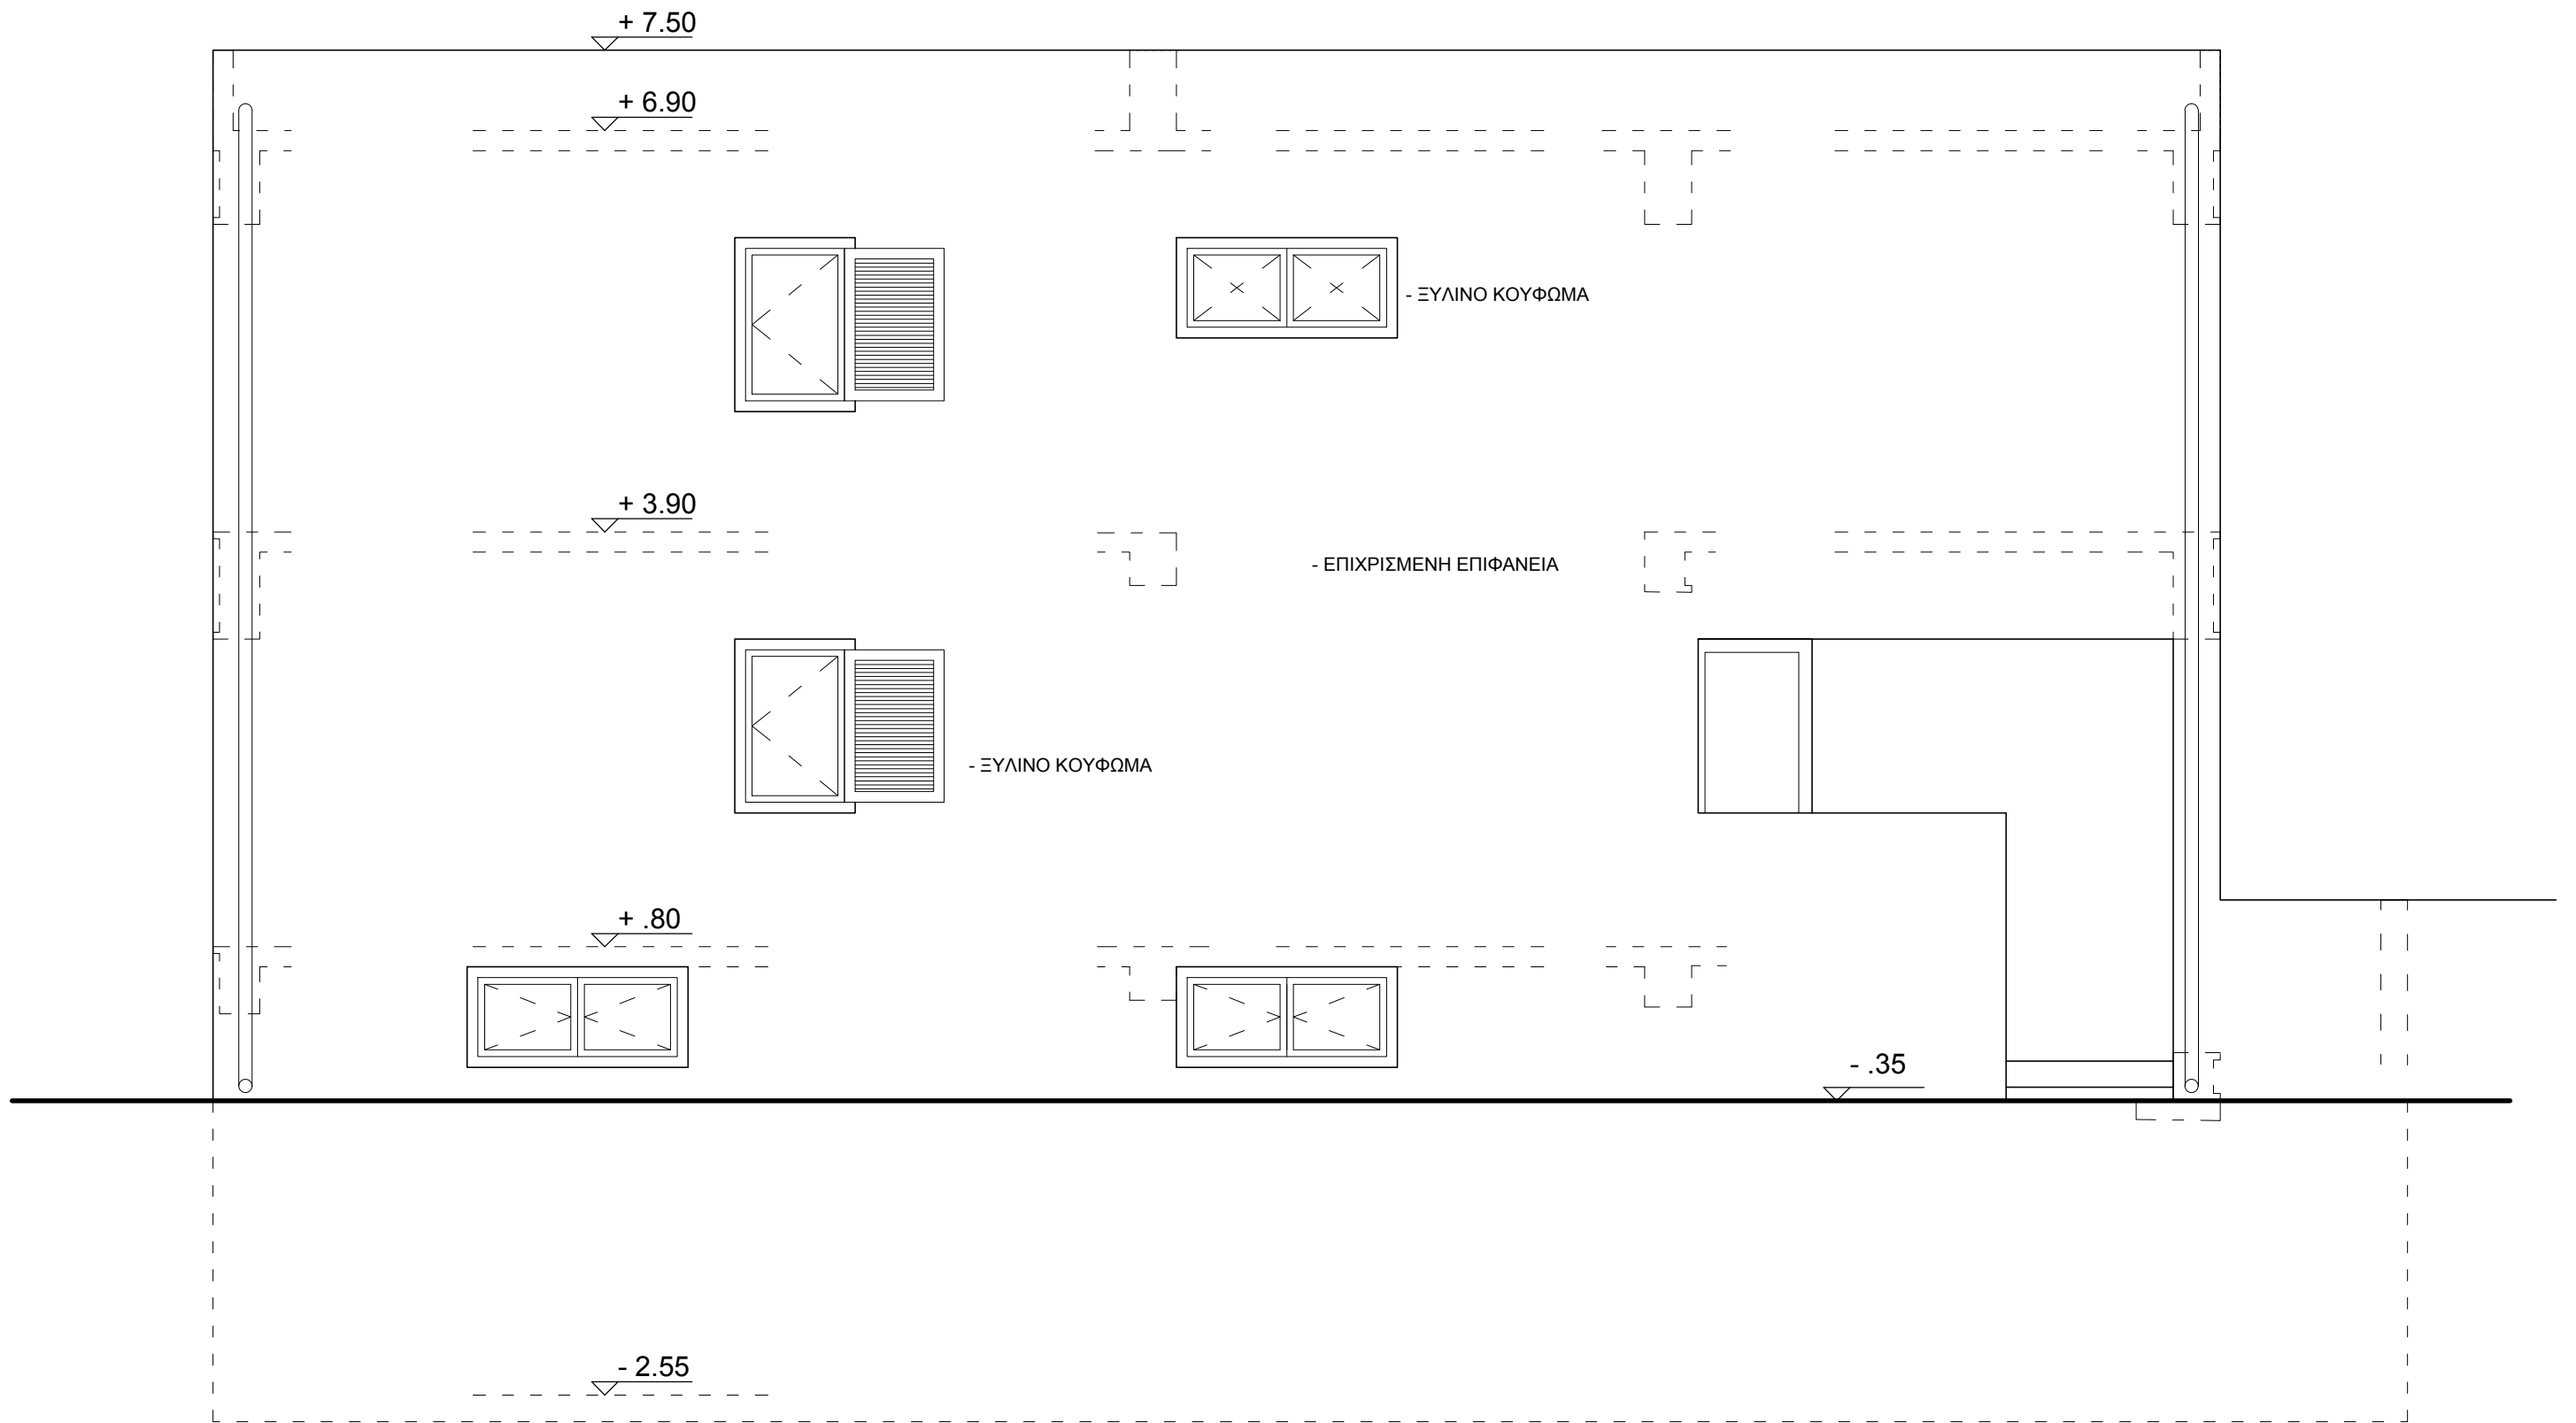 + 7.50
+ 6.90
- ΞΥΛΙΝΟ ΚΟΥΦΩΜΑ
+ 3.90
- ΕΠΙΧΡΙΣΜΕΝΗ ΕΠΙΦΑΝΕΙΑ
- ΞΥΛΙΝΟ ΚΟΥΦΩΜΑ
+ .80
- .35
- 2.55